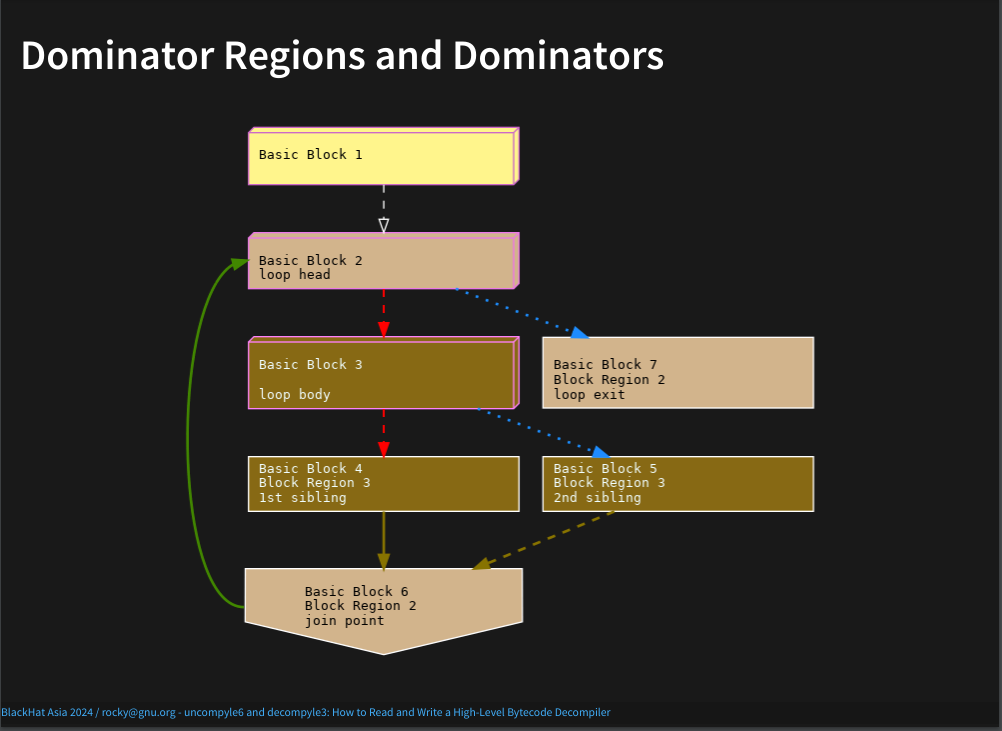 Dominator Regions and Dominators
Basic Block 1
Basic Block 2
loop head
Basic Block 3
loop body
Basic Block 7
Block Region 2
loop exit
Basic Block 4
Block Region 3
1st sibling
Basic Block 5
Block Region 3
2nd sibling
Basic Block 6
Block Region 2
join point
BlackHat Asia 2024 / rocky@gnu.org - uncompyle6 and decompyle3: How to Read and Write a High-Level Bytecode Decompiler